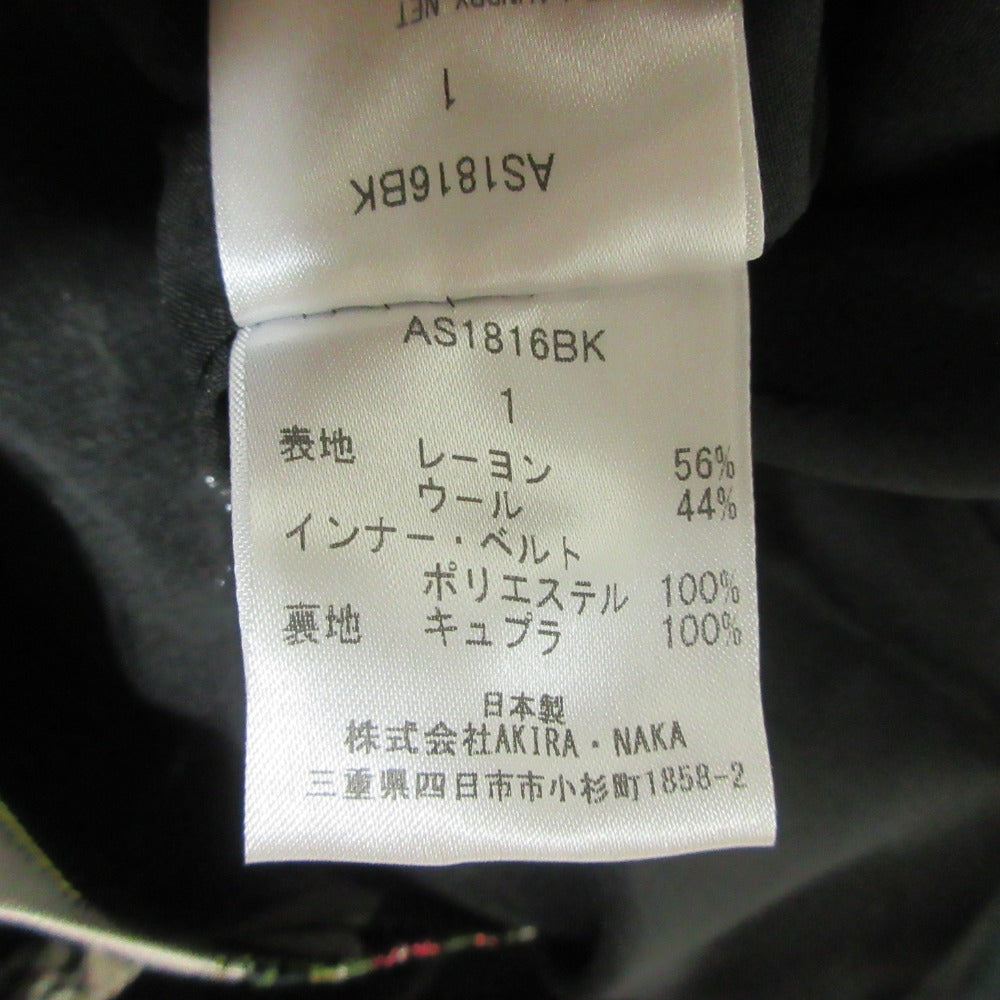 LAUNDRY NET
1
AS1816BK
AS1816BK
1
表地 レーヨン 56%
ウール 44%
インナー・ベルト
ポリエステル 100%
裏地 キュプラ 100%
日本製
株式会社AKIRA・NAKA
三重県四日市市小杉町1858-2